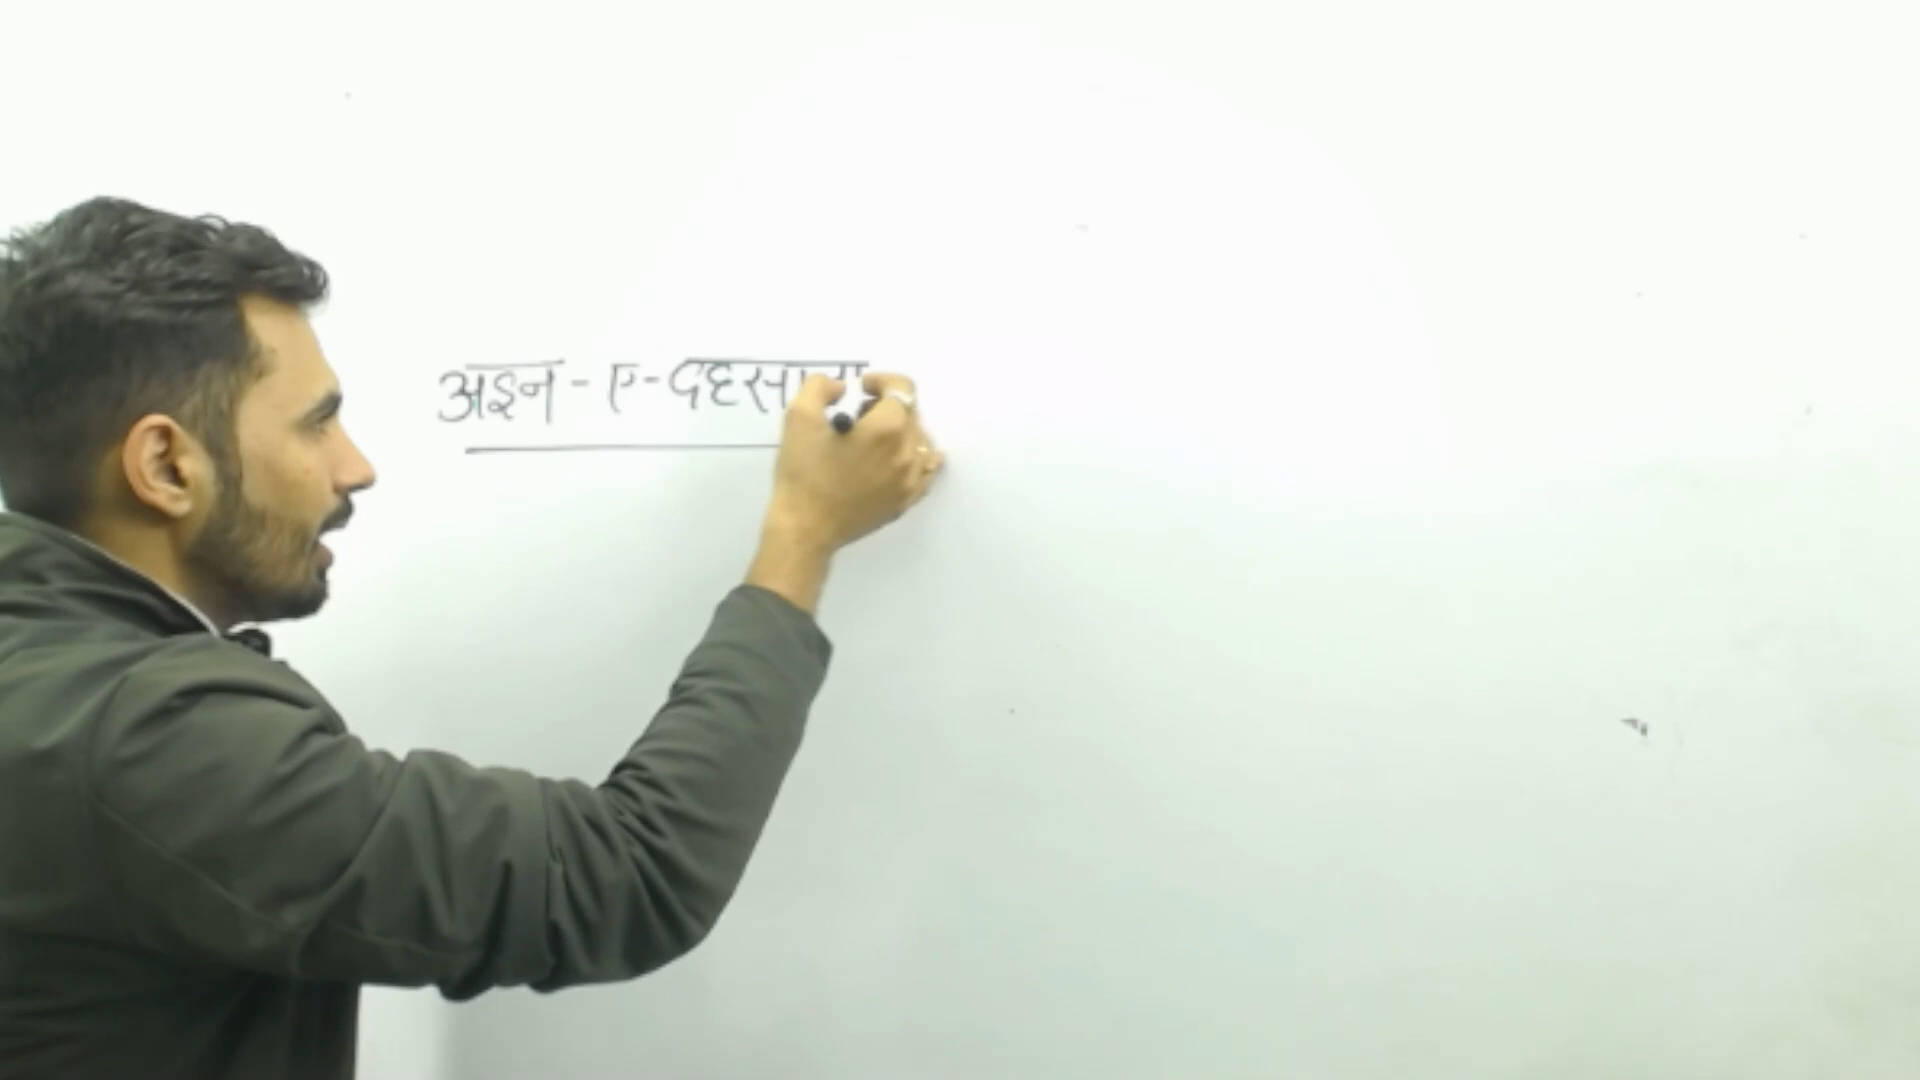 अइन - ए - दहसाला